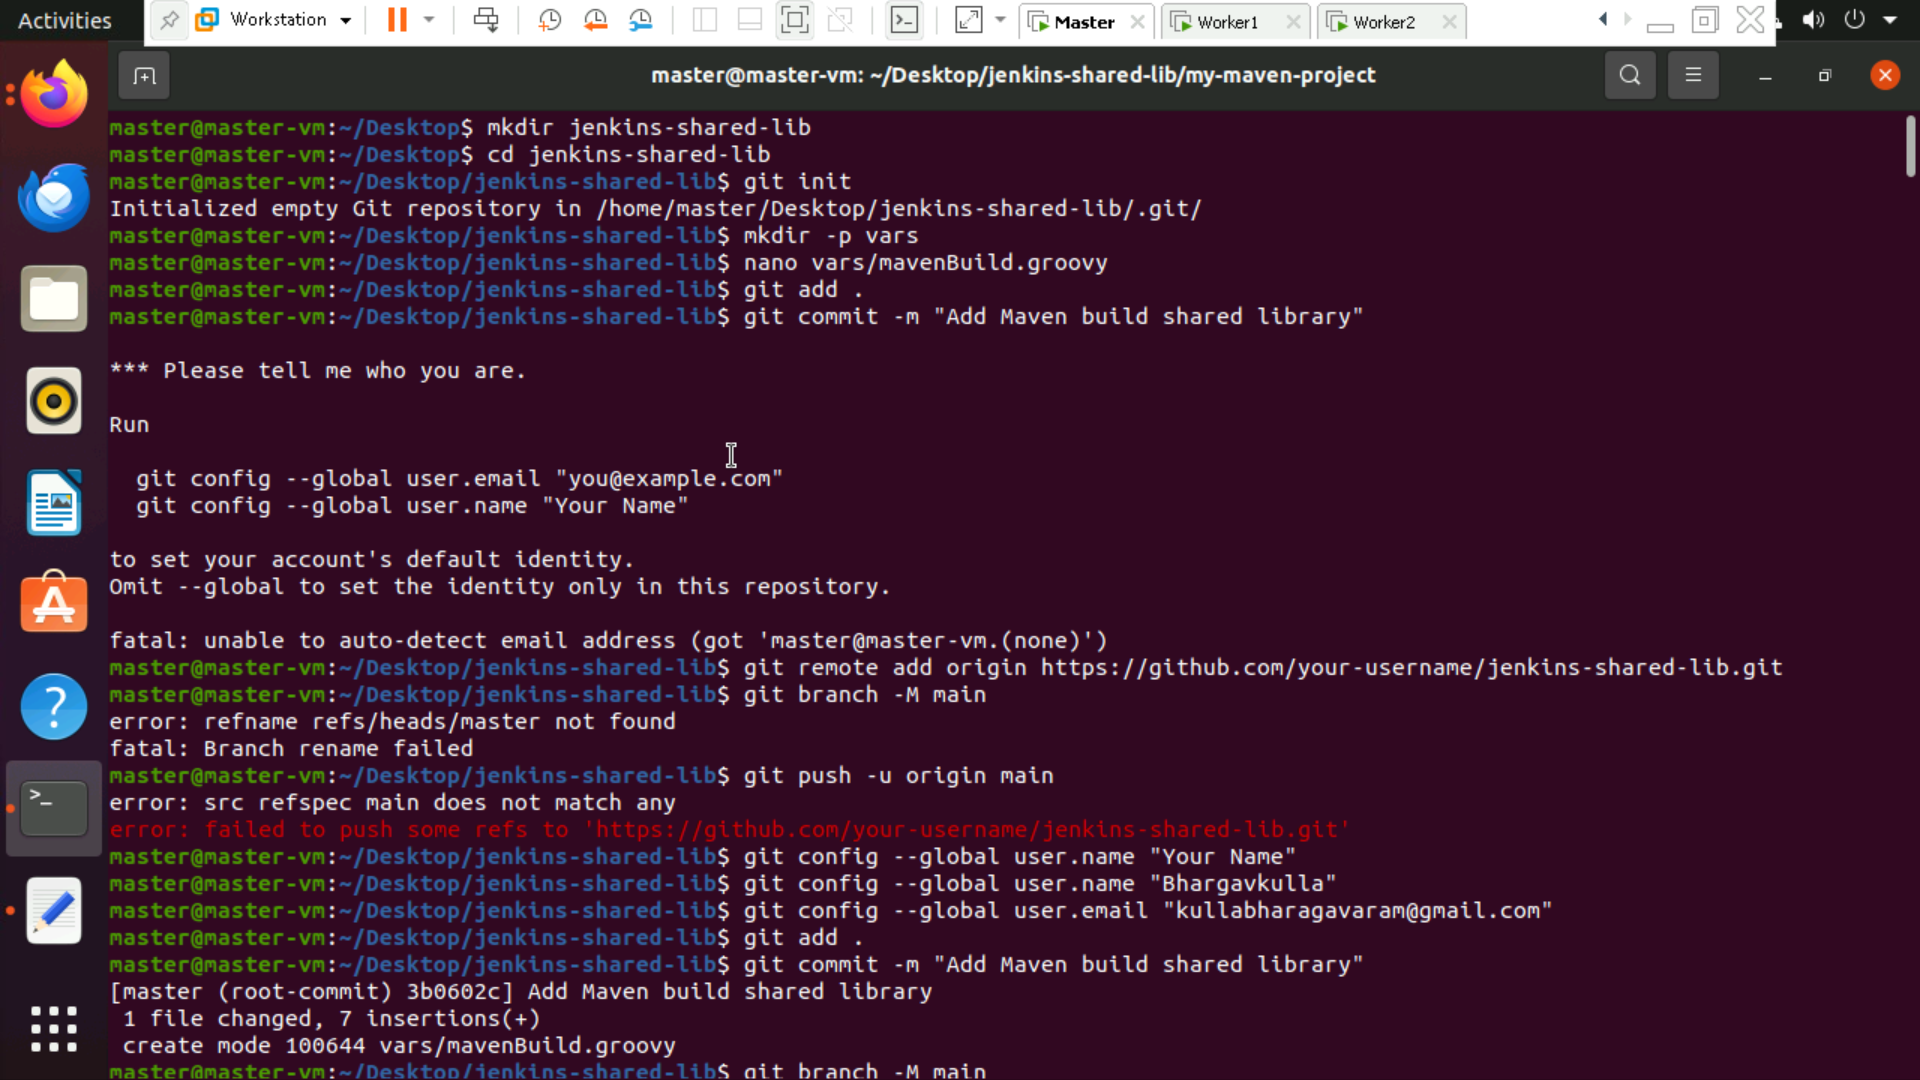 Activities
Workstation
Master
Worker1
Worker2
master@master-vm: ~/Desktop/jenkins-shared-lib/my-maven-project
master@master-vm:~/Desktop$ mkdir jenkins-shared-lib
master@master-vm:~/Desktop$ cd jenkins-shared-lib
master@master-vm:~/Desktop/jenkins-shared-lib$ git init
Initialized empty Git repository in /home/master/Desktop/jenkins-shared-lib/.git/
master@master-vm:~/Desktop/jenkins-shared-lib$ mkdir -p vars
master@master-vm:~/Desktop/jenkins-shared-lib$ nano vars/mavenBuild.groovy
master@master-vm:~/Desktop/jenkins-shared-lib$ git add .
master@master-vm:~/Desktop/jenkins-shared-lib$ git commit -m "Add Maven build shared library"
*** Please tell me who you are.
Run
git config --global user.email "you@example.com"
git config --global user.name "Your Name"
to set your account's default identity.
Omit --global to set the identity only in this repository.
fatal: unable to auto-detect email address (got 'master@master-vm.(none)')
master@master-vm:~/Desktop/jenkins-shared-lib$ git remote add origin https://github.com/your-username/jenkins-shared-lib.git
master@master-vm:~/Desktop/jenkins-shared-lib$ git branch -M main
error: refname refs/heads/master not found
fatal: Branch rename failed
master@master-vm:~/Desktop/jenkins-shared-lib$ git push -u origin main
error: src refspec main does not match any
error: failed to push some refs to 'https://github.com/your-username/jenkins-shared-lib.git'
master@master-vm:~/Desktop/jenkins-shared-lib$ git config --global user.name "Your Name"
master@master-vm:~/Desktop/jenkins-shared-lib$ git config --global user.name "Bhargavkulla"
master@master-vm:~/Desktop/jenkins-shared-lib$ git config --global user.email "kullabharagavaram@gmail.com"
master@master-vm:~/Desktop/jenkins-shared-lib$ git add .
master@master-vm:~/Desktop/jenkins-shared-lib$ git commit -m "Add Maven build shared library"
[master (root-commit) 3b0602c] Add Maven build shared library
1 file changed, 7 insertions(+)
create mode 100644 vars/mavenBuild.groovy
master@master-vm:~/Desktop/jenkins-shared-lib$ git branch -M main